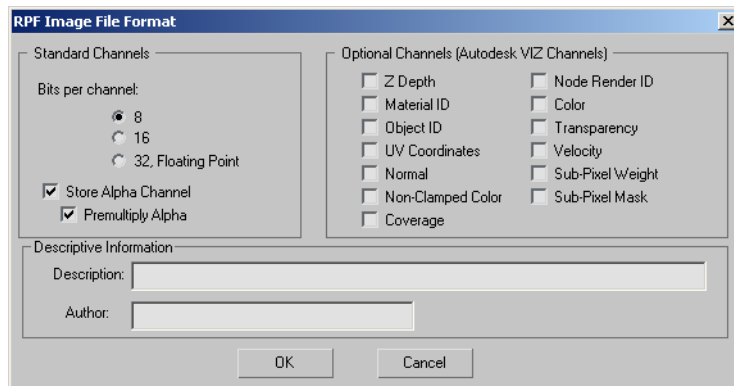 RPF Image File Format
Standard Channels
Bits per channel:
8
16
32, Floating Point
Store Alpha Channel
Premultiply Alpha
Optional Channels (Autodesk VIZ Channels)
Z Depth
Material ID
Object ID
UV Coordinates
Normal
Non-Clamped Color
Coverage
Node Render ID
Color
Transparency
Velocity
Sub-Pixel Weight
Sub-Pixel Mask
Descriptive Information
Description:
Author:
OK
Cancel